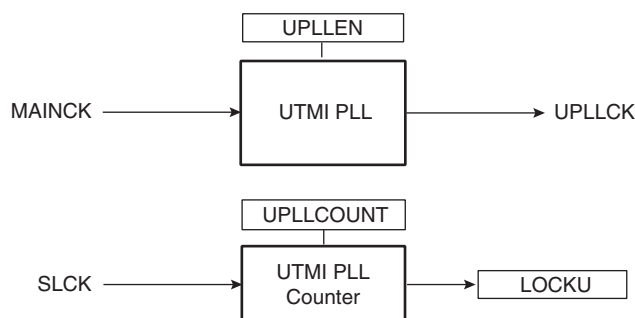 UPLLEN
MAINCK
UTMI PLL
UPLLCK
UPLLCOUNT
SLCK
UTMI PLL
Counter
LOCKU